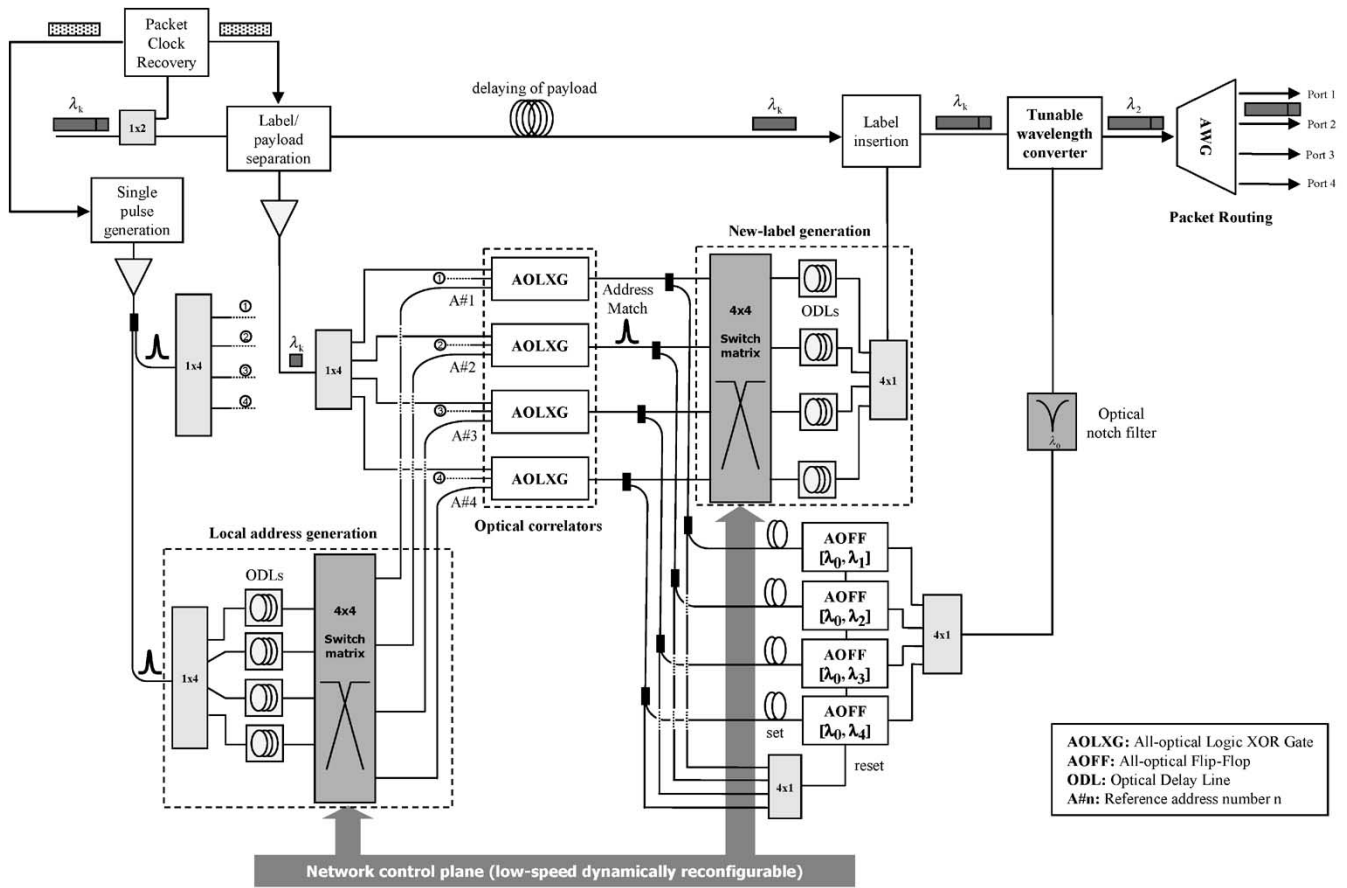 Packet
Clock
Recovery
λk
1x2
Label/
payload
separation
delaying of payload
λk
Label
insertion
λk
Tunable
wavelength
converter
λ2
AWG
Port 1
Port 2
Port 3
Port 4
Packet Routing
Single
pulse
generation
1x4
①
②
③
④
λk
1x4
①
A#1
②
A#2
③
A#3
④
A#4
AOLXG
AOLXG
AOLXG
AOLXG
Optical correlators
Address
Match
New-label generation
4x4
Switch
matrix
ODLs
4x1
λ0
Optical
notch filter
Local address generation
1x4
ODLs
4x4
Switch
matrix
AOFF
[λ0, λ1]
AOFF
[λ0, λ2]
AOFF
[λ0, λ3]
AOFF
[λ0, λ4]
set
reset
4x1
4x1
AOLXG: All-optical Logic XOR Gate
AOFF: All-optical Flip-Flop
ODL: Optical Delay Line
A#n: Reference address number n
Network control plane (low-speed dynamically reconfigurable)